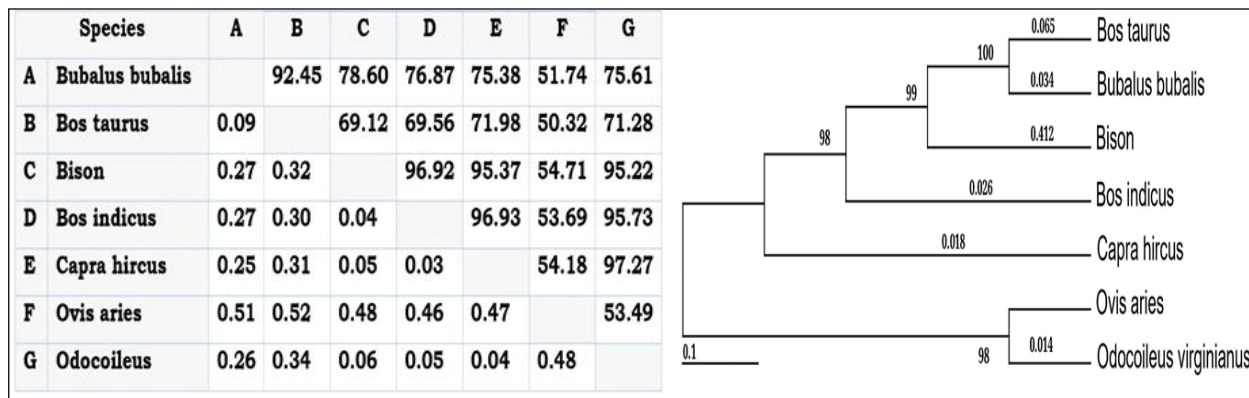 Species A B C D E F G
A Bubalus bubalis 92.45 78.60 76.87 75.38 51.74 75.61
B Bos taurus 0.09 69.12 69.56 71.98 50.32 71.28
C Bison 0.27 0.32 96.92 95.37 54.71 95.22
D Bos indicus 0.27 0.30 0.04 96.93 53.69 95.73
E Capra hircus 0.25 0.31 0.05 0.03 54.18 97.27
F Ovis aries 0.51 0.52 0.48 0.46 0.47 53.49
G Odocoileus 0.26 0.34 0.06 0.05 0.04 0.48
0.065 Bos taurus
100
0.034 Bubalus bubalis
99
0.412 Bison
98
0.026 Bos indicus
0.018 Capra hircus
Ovis aries
0.1
98 0.014 Odocoileus virginianus